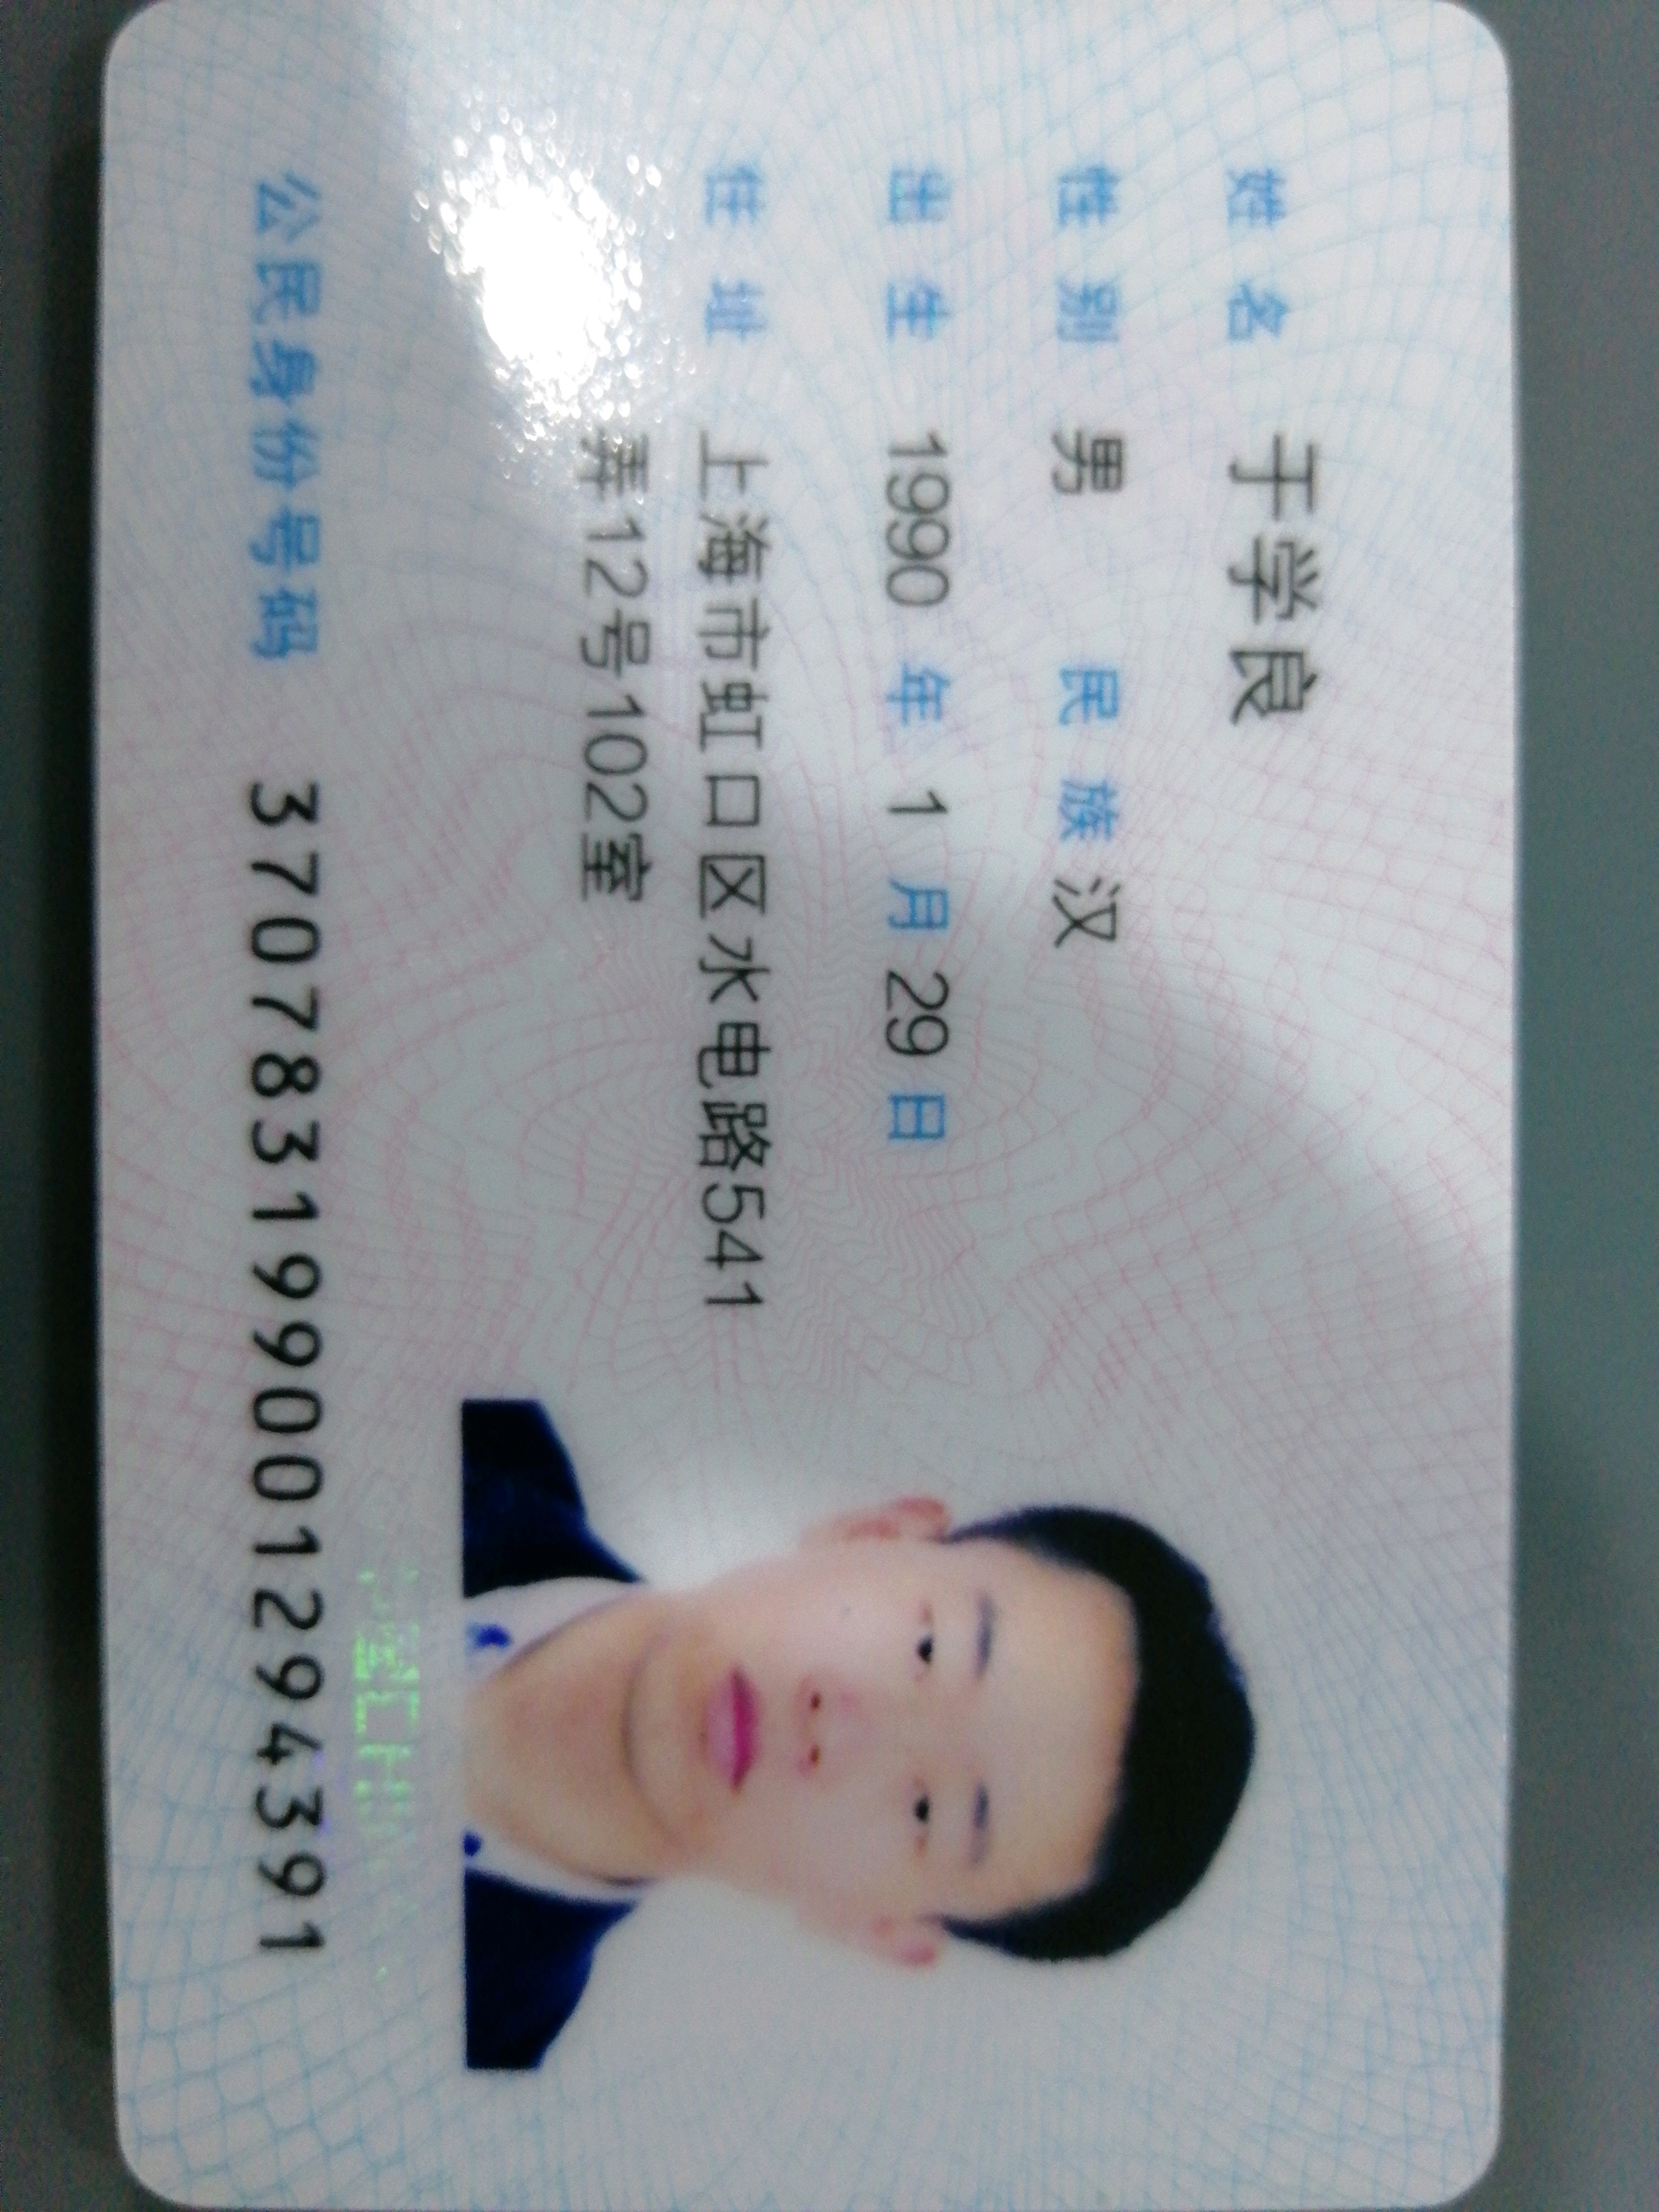 姓名 于学良
性别 男 民族 汉
出生 1990 年 1 月 29 日
住址 上海市虹口区水电路541
弄12号102室
公民身份号码 370783199001294391